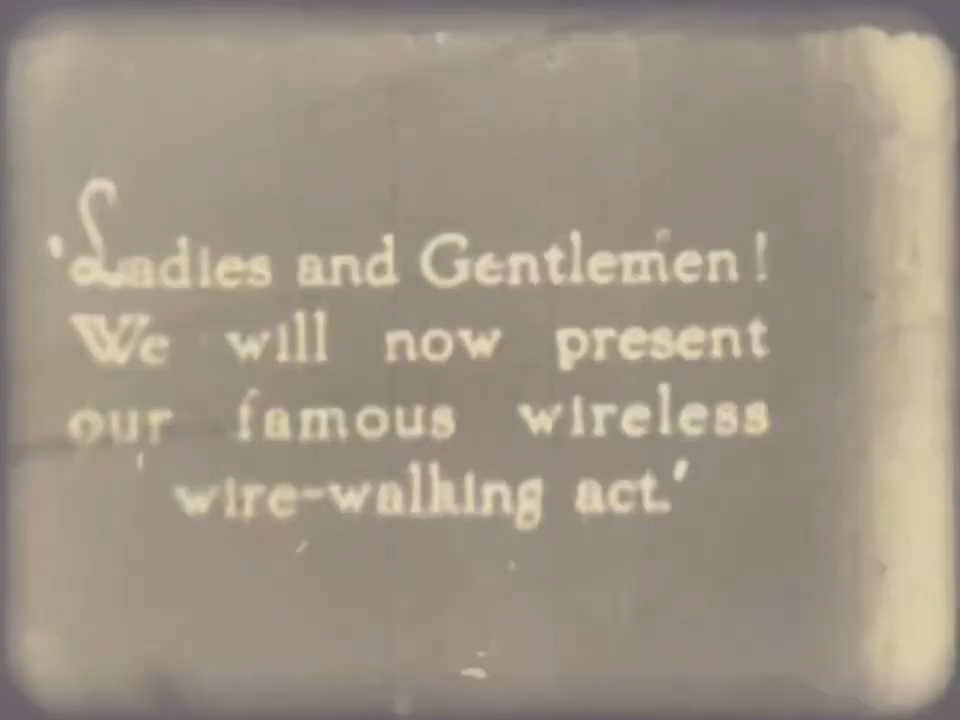 'Ladies and Gentlemen!
We will now present
our famous wireless
wire-walking act.'